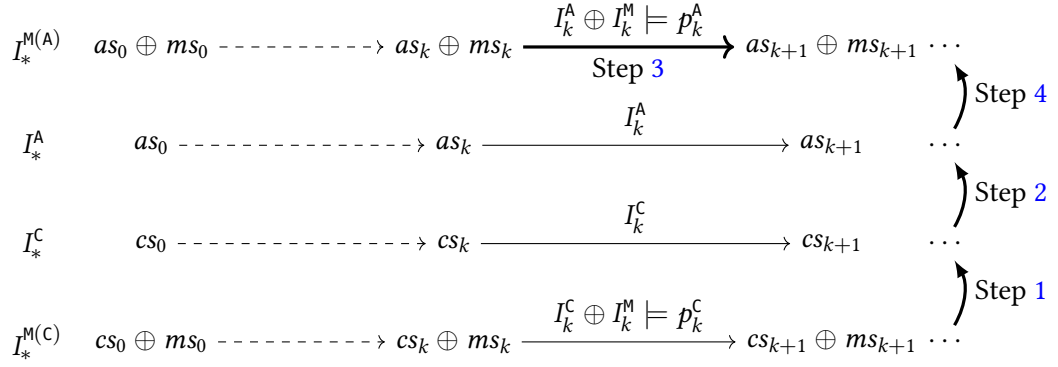 I_k^A ⊕ I_k^M ⊨ p_k^A
I_*^{M(A)} as_0 ⊕ ms_0 as_k ⊕ ms_k as_{k+1} ⊕ ms_{k+1} ⋯
Step 3
Step 4
I_k^A
I_*^A as_0 as_k as_{k+1} ⋯
Step 2
I_k^C
I_*^C cs_0 cs_k cs_{k+1} ⋯
Step 1
I_k^C ⊕ I_k^M ⊨ p_k^C
I_*^{M(C)} cs_0 ⊕ ms_0 cs_k ⊕ ms_k cs_{k+1} ⊕ ms_{k+1} ⋯